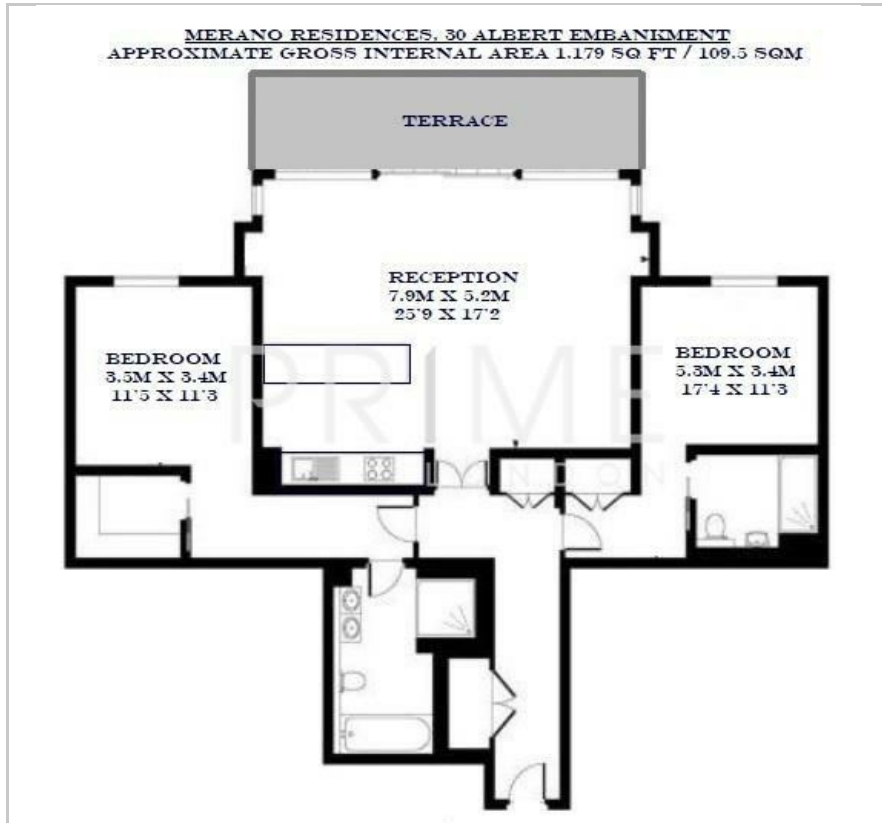 MERANO RESIDENCES, 30 ALBERT EMBANKMENT
APPROXIMATE GROSS INTERNAL AREA 1.179 SQ FT / 109.5 SQM
TERRACE
RECEPTION
7.9M X 5.2M
25'9 X 17'2
BEDROOM
3.5M X 3.4M
11'5 X 11'3
BEDROOM
5.3M X 3.4M
17'4 X 11'3
PRIME
LONDON